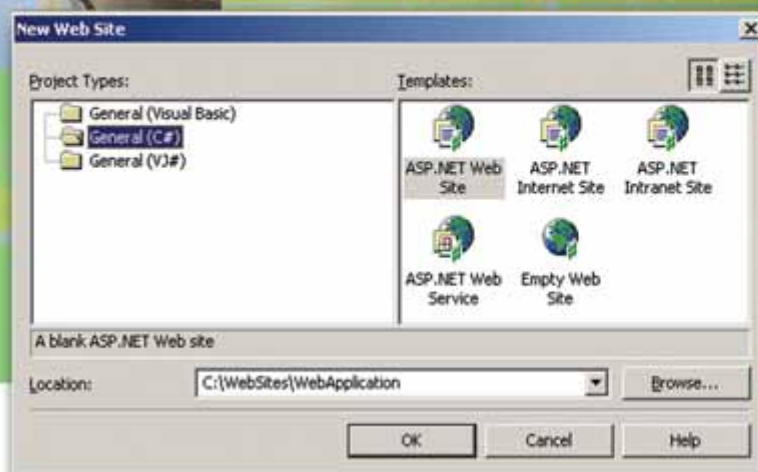 New Web Site
Project Types:
Templates:
General (Visual Basic)
General (C#)
General (VJ#)
ASP.NET Web
Site
ASP.NET
Internet Site
ASP.NET
Intranet Site
ASP.NET Web
Service
Empty Web
Site
A blank ASP.NET Web site
Location:
C:\WebSites\WebApplication
Browse...
OK
Cancel
Help